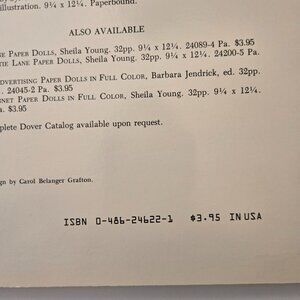 illustration. 9¼ x 12¼. Paperbound.
ALSO AVAILABLE
PAPER DOLLS, Sheila Young. 32pp. 9¼ x 12¼. 24089-4 Pa. $3.95
LANE PAPER DOLLS, Sheila Young. 32pp. 9¼ x 12¼. 24200-5 Pa.
ADVERTISING PAPER DOLLS IN FULL COLOR, Barbara Jendrick, ed. 32pp.
. 24045-2 Pa. $3.95
PAPER DOLLS IN FULL COLOR, Sheila Young. 32pp. 9¼ x 12¼.
$3.95
Dover Catalog available upon request.
by Carol Belanger Grafton.
ISBN 0-486-24622-1 $3.95 IN USA